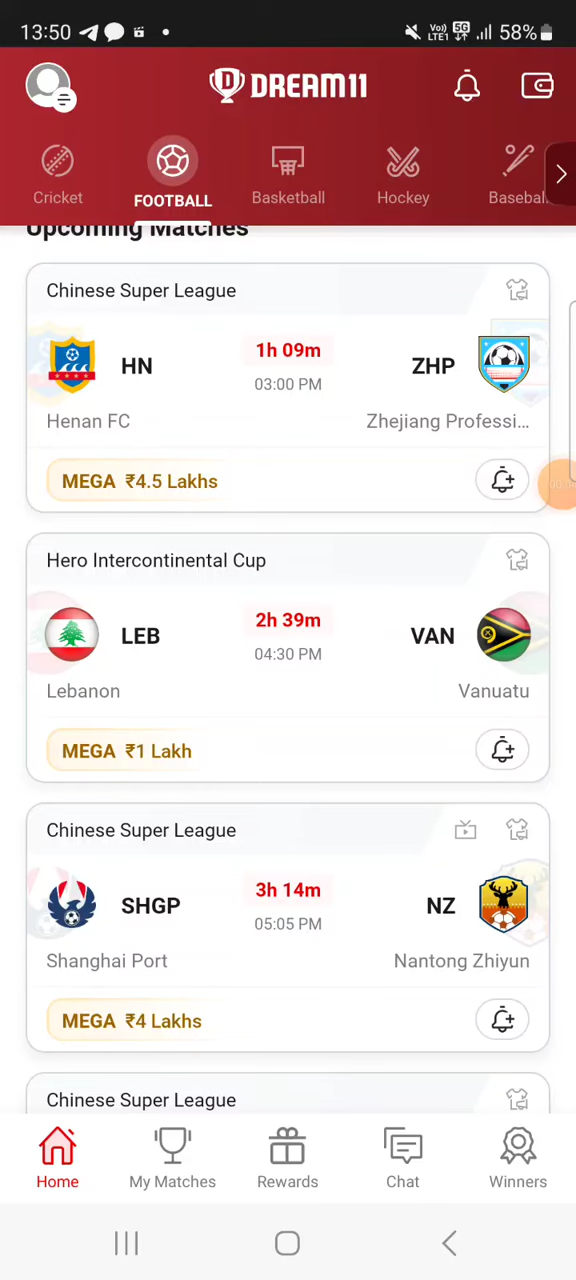 13:50 Vo)) LTE1 5G 58%
DREAM11
Cricket FOOTBALL Basketball Hockey Baseball
Upcoming Matches
Chinese Super League
HN 1h 09m ZHP
03:00 PM
Henan FC Zhejiang Professi...
MEGA ₹4.5 Lakhs
Hero Intercontinental Cup
LEB 2h 39m VAN
04:30 PM
Lebanon Vanuatu
MEGA ₹1 Lakh
Chinese Super League
SHGP 3h 14m NZ
05:05 PM
Shanghai Port Nantong Zhiyun
MEGA ₹4 Lakhs
Chinese Super League
Home My Matches Rewards Chat Winners